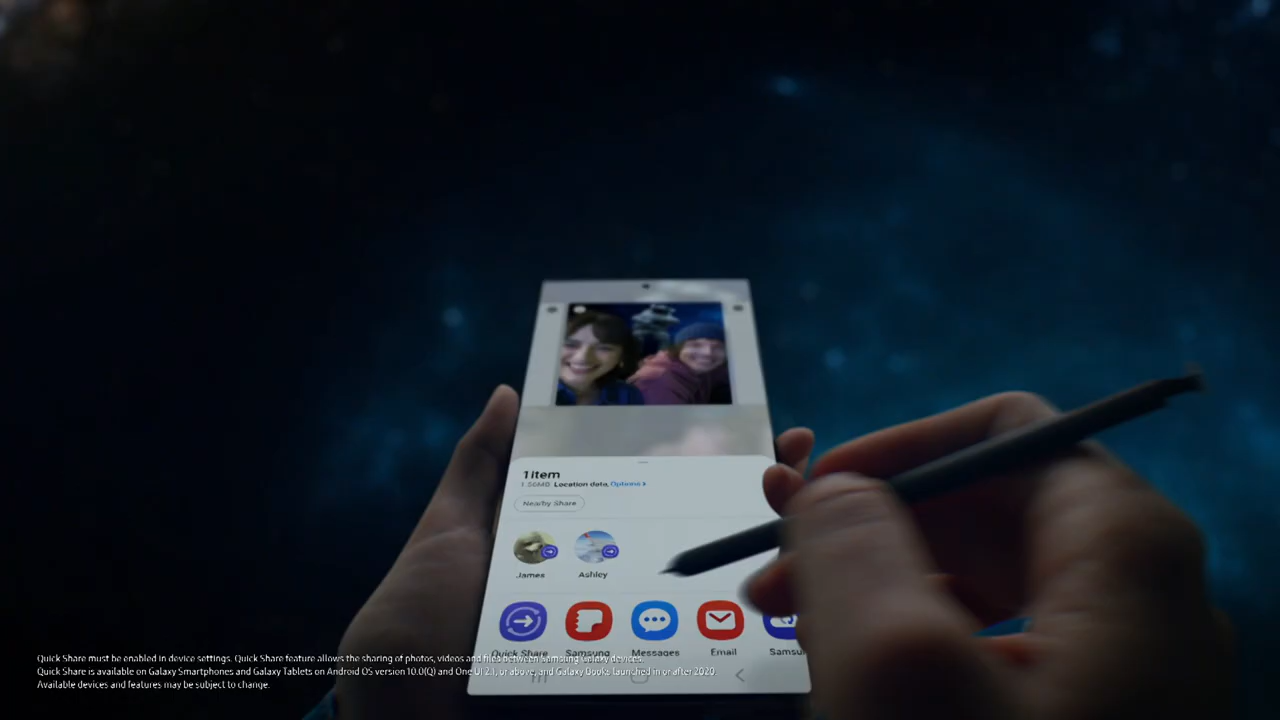 1 item
1.56MB Location data, Options >
Nearby Share
James Ashley
Quick Share Samsung Messages Email Samsu
Quick Share must be enabled in device settings. Quick Share feature allows the sharing of photos, videos and files between Samsung Galaxy devices.
Quick Share is available on Galaxy Smartphones and Galaxy Tablets on Android OS version 10.0(Q) and One UI 2.1, or above, and Galaxy Books launched in or after 2020.
Available devices and features may be subject to change.